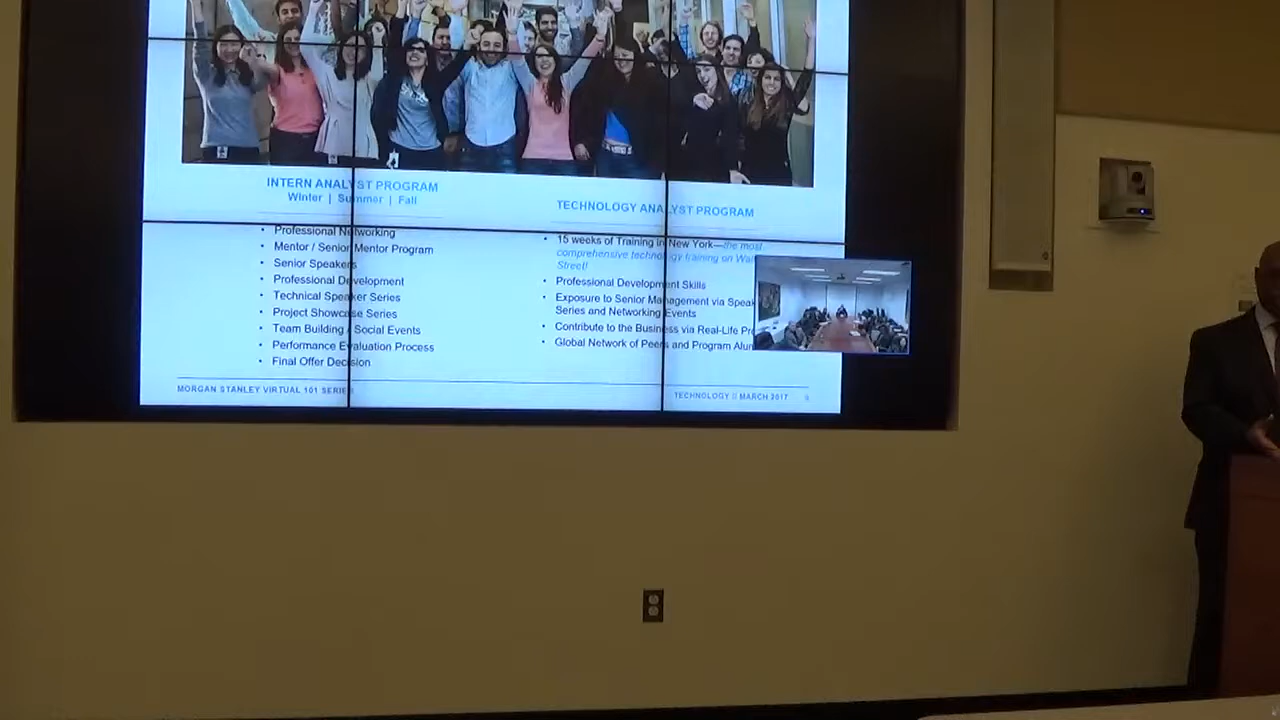 INTERN ANALYST PROGRAM
Winter | Summer | Fall
• Professional Networking
• Mentor / Senior Mentor Program
• Senior Speakers
• Professional Development
• Technical Speaker Series
• Project Showcase Series
• Team Building / Social Events
• Performance Evaluation Process
• Final Offer Decision
TECHNOLOGY ANALYST PROGRAM
• 15 weeks of Training in New York—the most
comprehensive technology training on Wall
Street!
• Professional Development Skills
• Exposure to Senior Management via
Series and Networking Events
• Contribute to the Business via Real-Life
• Global Network of Peers and Program
MORGAN STANLEY VIRTUAL 101 SERIES
TECHNOLOGY | MARCH 2017